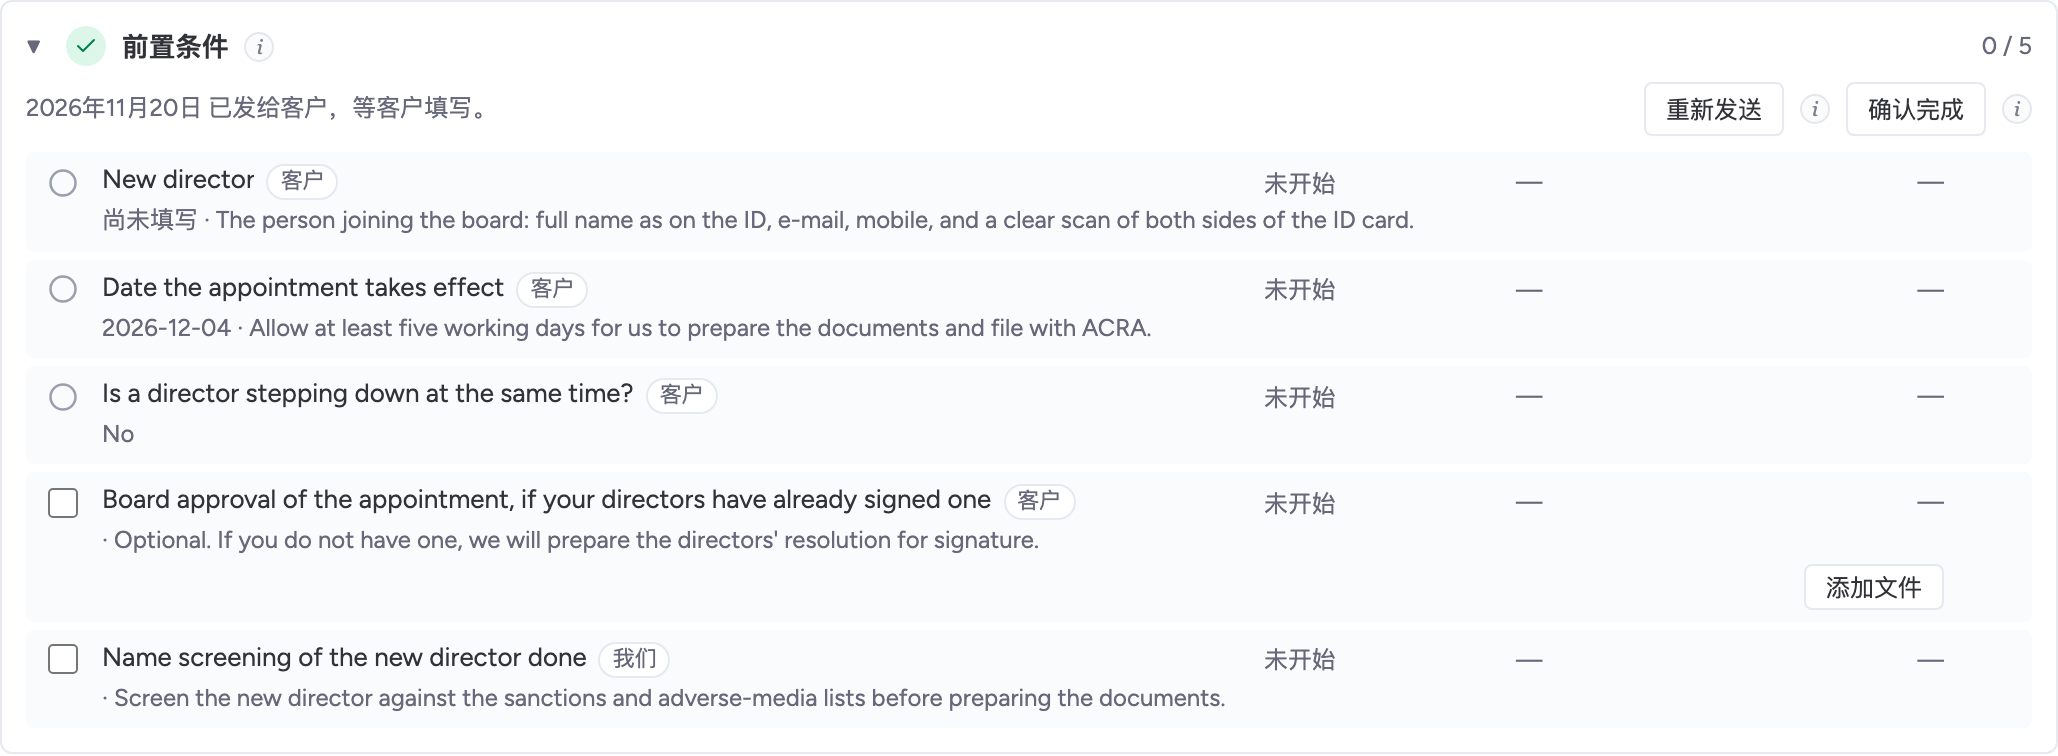 ▼ ✓ 前置条件 i 0 / 5
2026年11月20日 已发给客户，等客户填写。 重新发送 i 确认完成 i
New director 客户 未开始 — —
尚未填写 · The person joining the board: full name as on the ID, e-mail, mobile, and a clear scan of both sides of the ID card.
Date the appointment takes effect 客户 未开始 — —
2026-12-04 · Allow at least five working days for us to prepare the documents and file with ACRA.
Is a director stepping down at the same time? 客户 未开始 — —
No
Board approval of the appointment, if your directors have already signed one 客户 未开始 — —
· Optional. If you do not have one, we will prepare the directors' resolution for signature.
添加文件
Name screening of the new director done 我们 未开始 — —
· Screen the new director against the sanctions and adverse-media lists before preparing the documents.